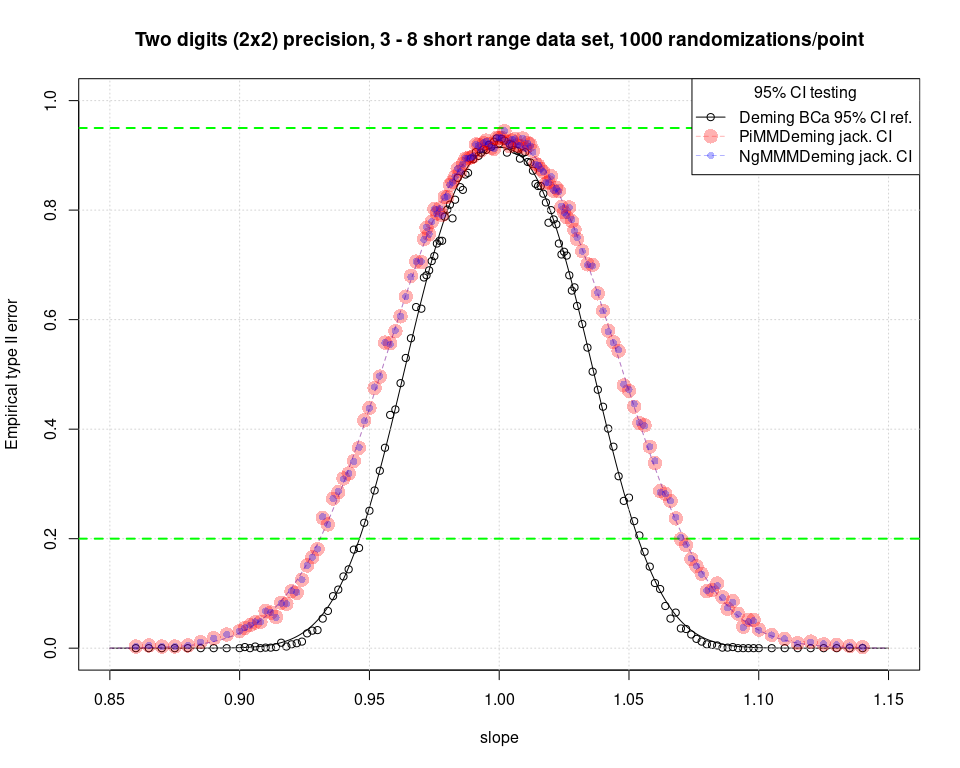 Two digits (2x2) precision, 3 - 8 short range data set, 1000 randomizations/point
95% CI testing
Deming BCa 95% CI ref.
PiMMDeming jack. CI
NgMMMDeming jack. CI
Empirical type II error
1.0
0.8
0.6
0.4
0.2
0.0
0.85 0.90 0.95 1.00 1.05 1.10 1.15
slope